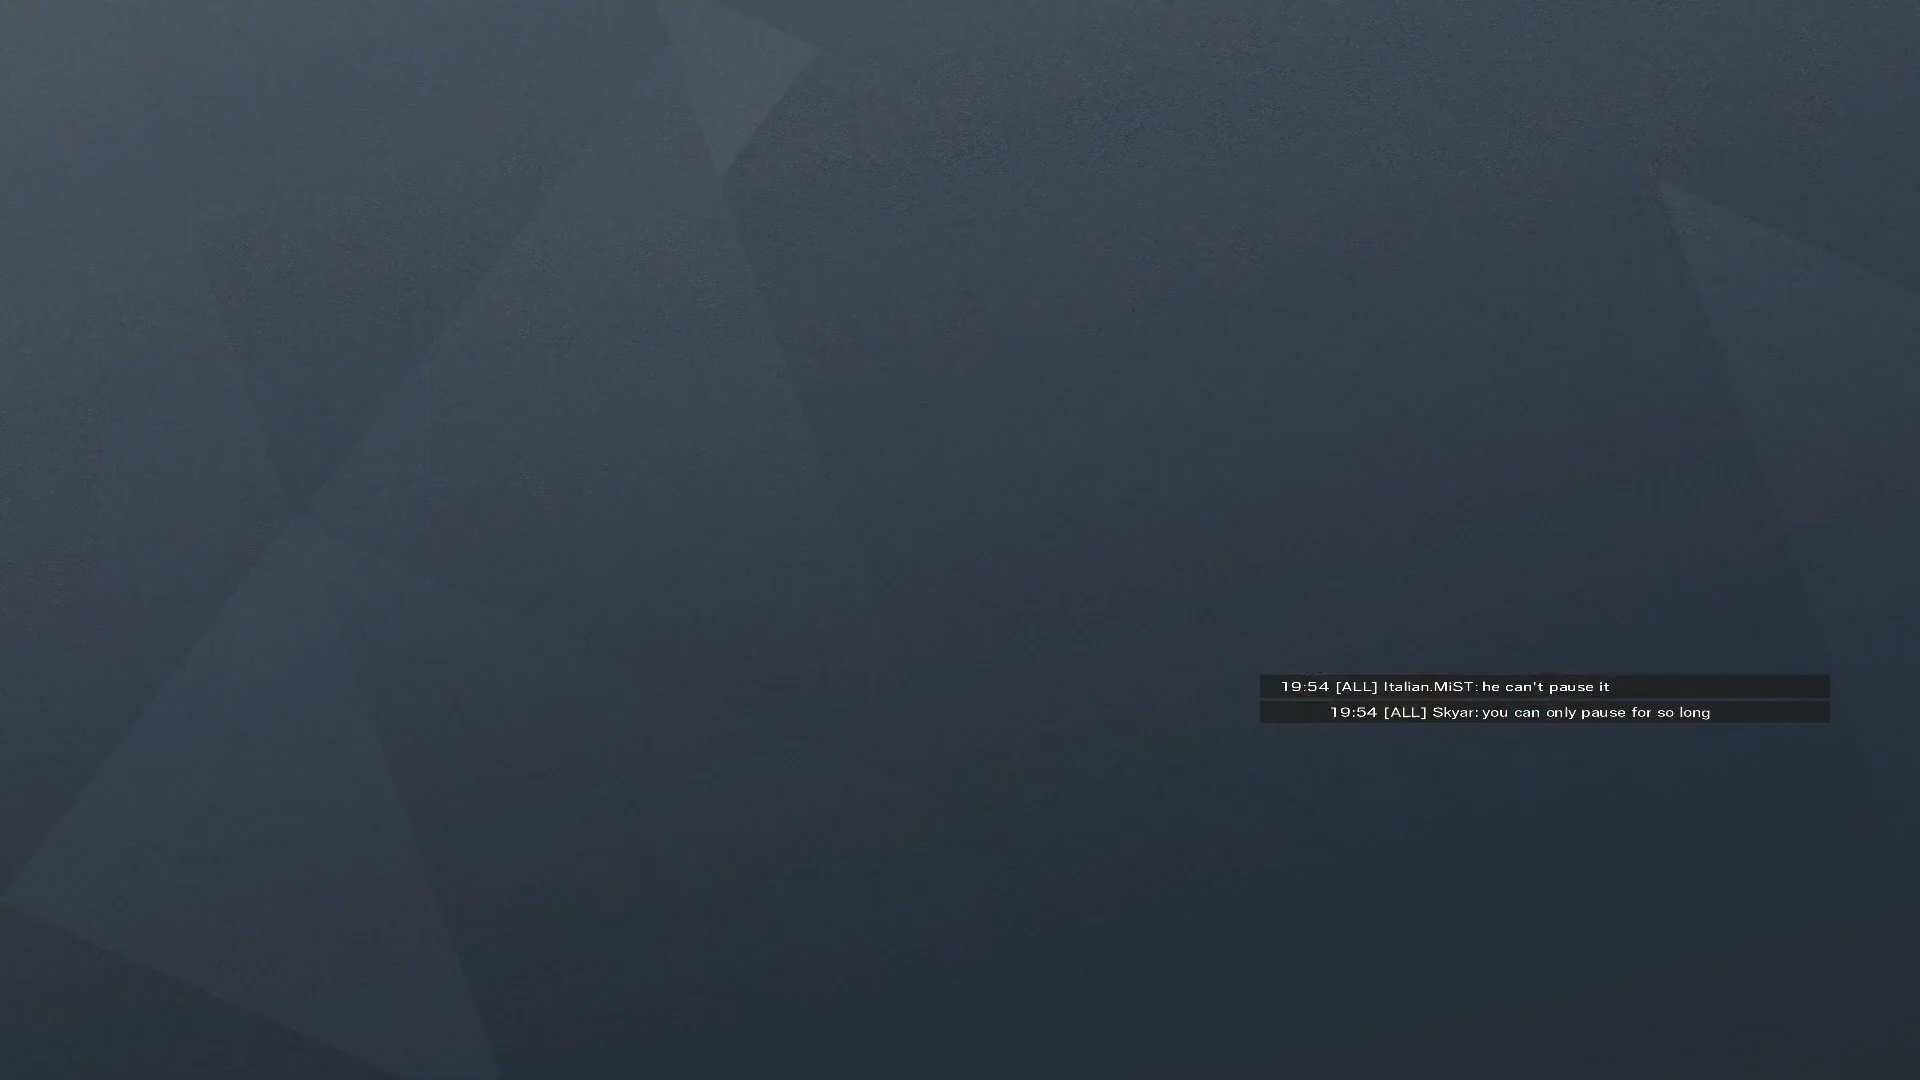 19:54 [ALL] Italian.MiST: he can't pause it
19:54 [ALL] Skyar: you can only pause for so long